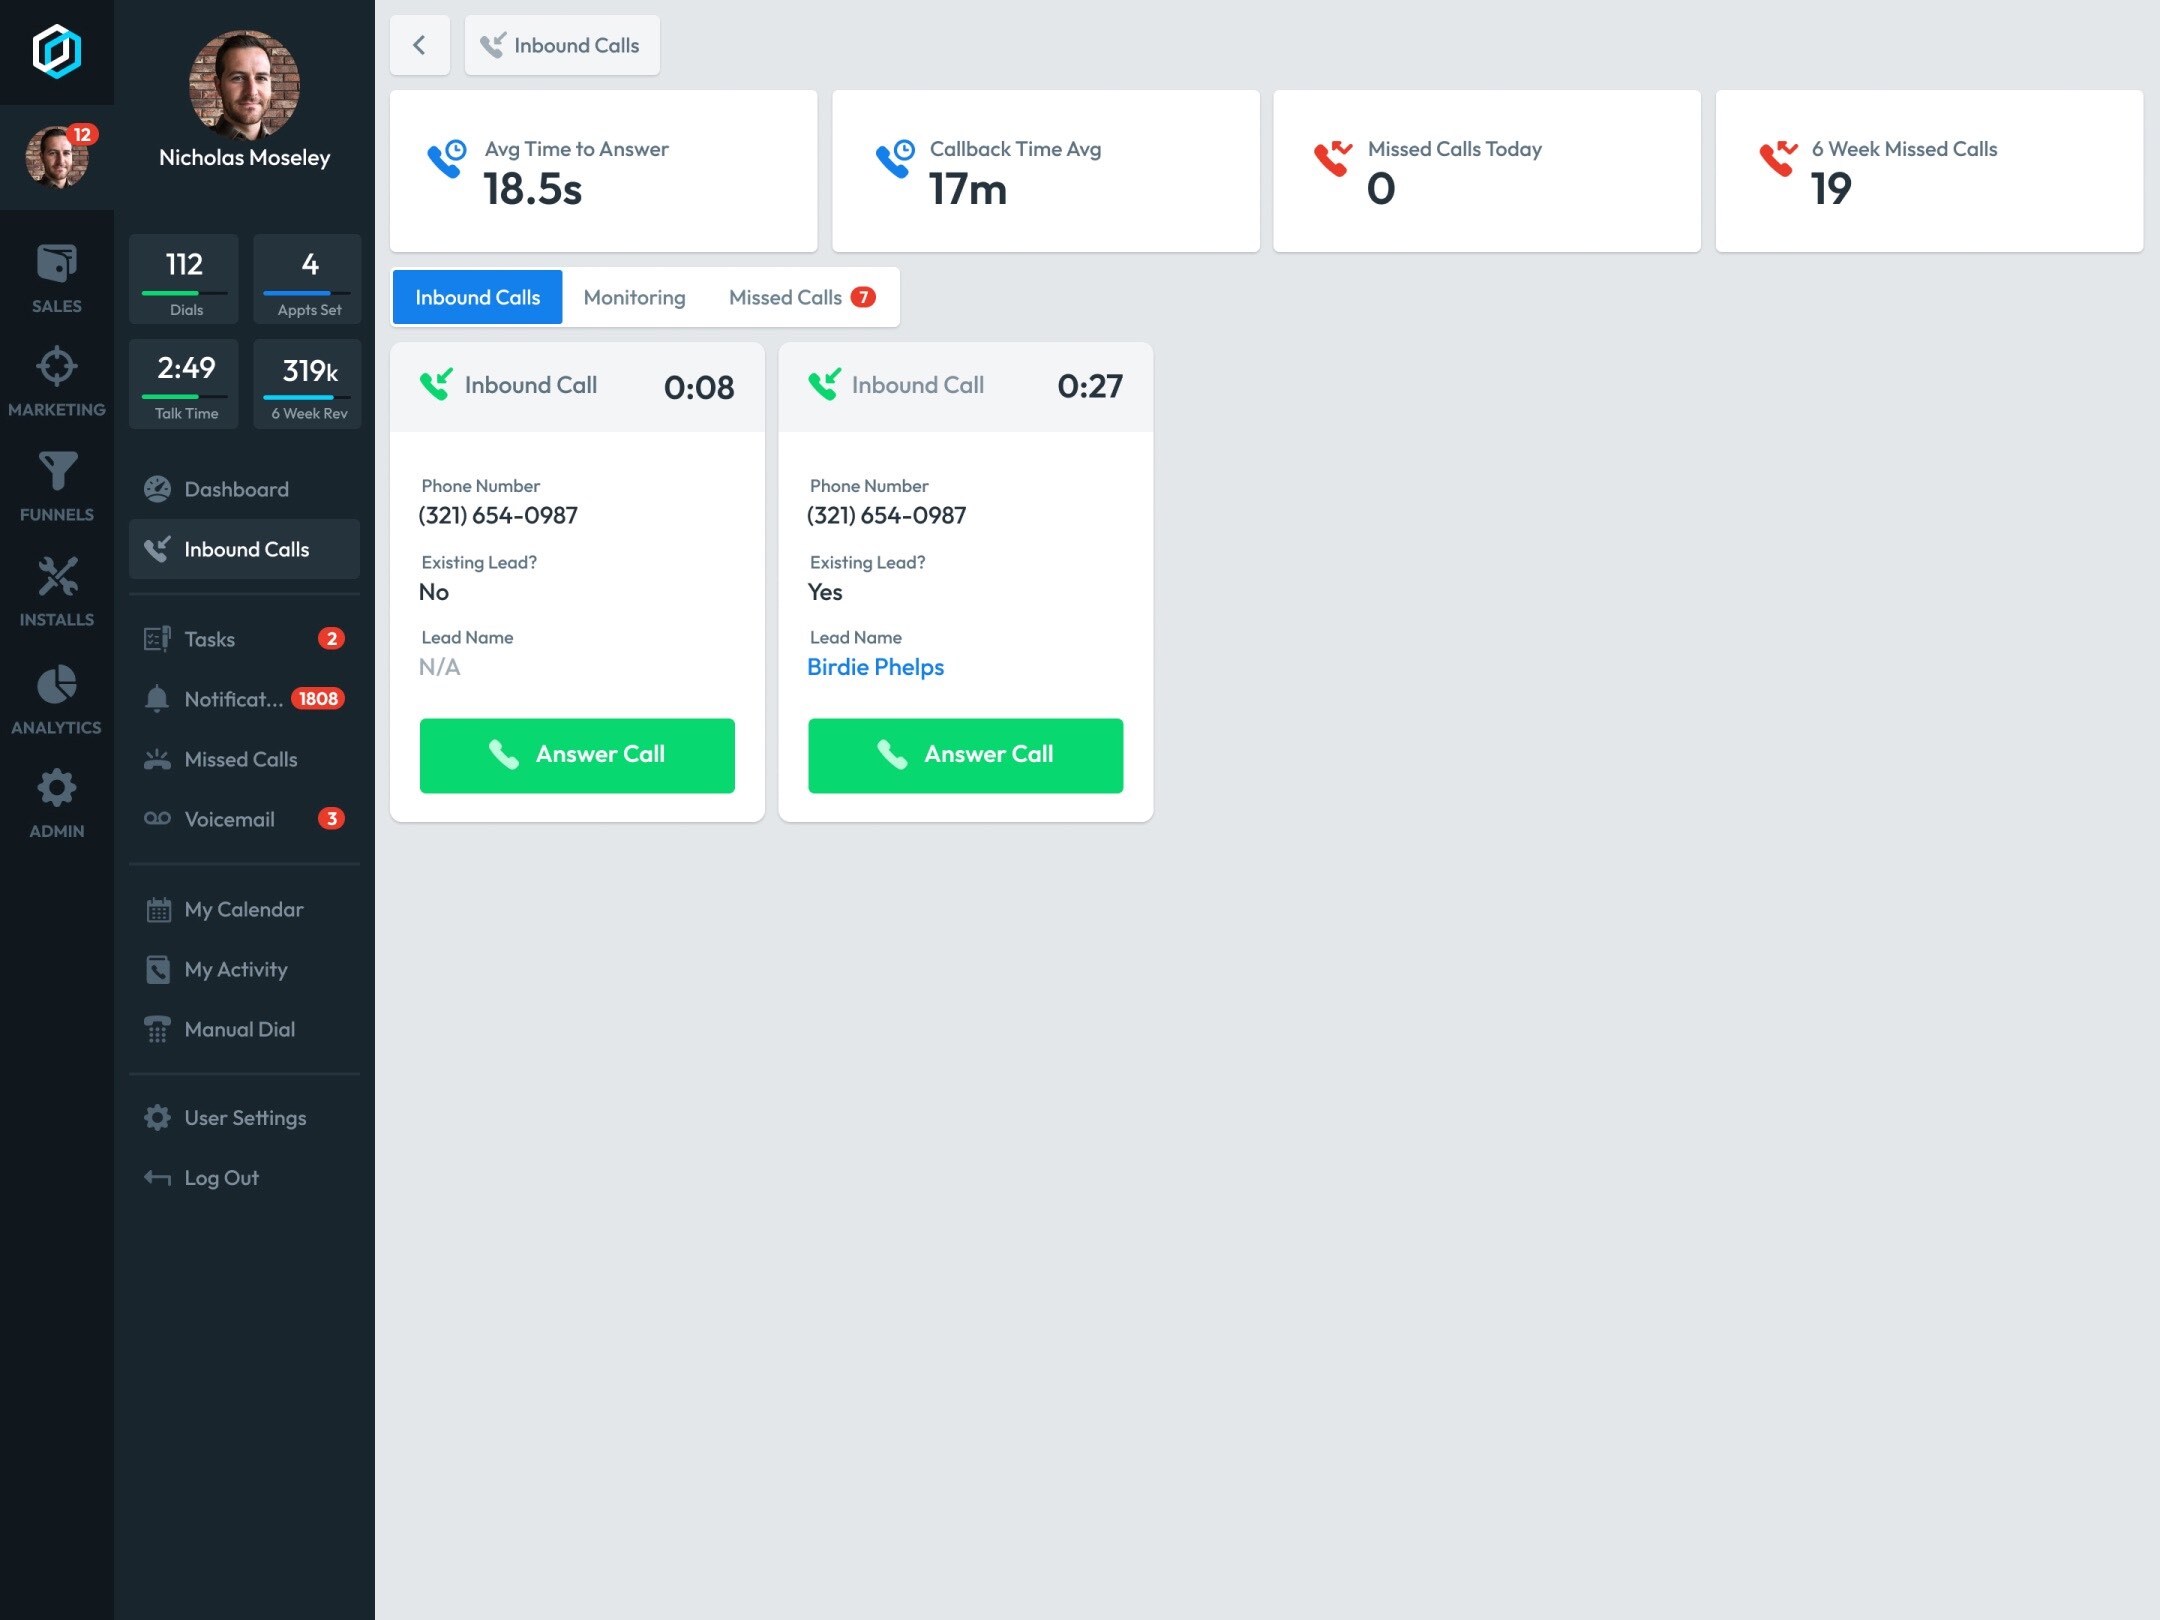 Inbound Calls
12
Nicholas Moseley
Avg Time to Answer
18.5s
Callback Time Avg
17m
Missed Calls Today
0
6 Week Missed Calls
19
SALES
MARKETING
FUNNELS
INSTALLS
ANALYTICS
ADMIN
112
Dials
4
Appts Set
2:49
Talk Time
319k
6 Week Rev
Dashboard
Inbound Calls
Tasks 2
Notificat... 1808
Missed Calls
Voicemail 3
My Calendar
My Activity
Manual Dial
User Settings
Log Out
Inbound Calls Monitoring Missed Calls 7
Inbound Call 0:08
Phone Number
(321) 654-0987
Existing Lead?
No
Lead Name
N/A
Answer Call
Inbound Call 0:27
Phone Number
(321) 654-0987
Existing Lead?
Yes
Lead Name
Birdie Phelps
Answer Call